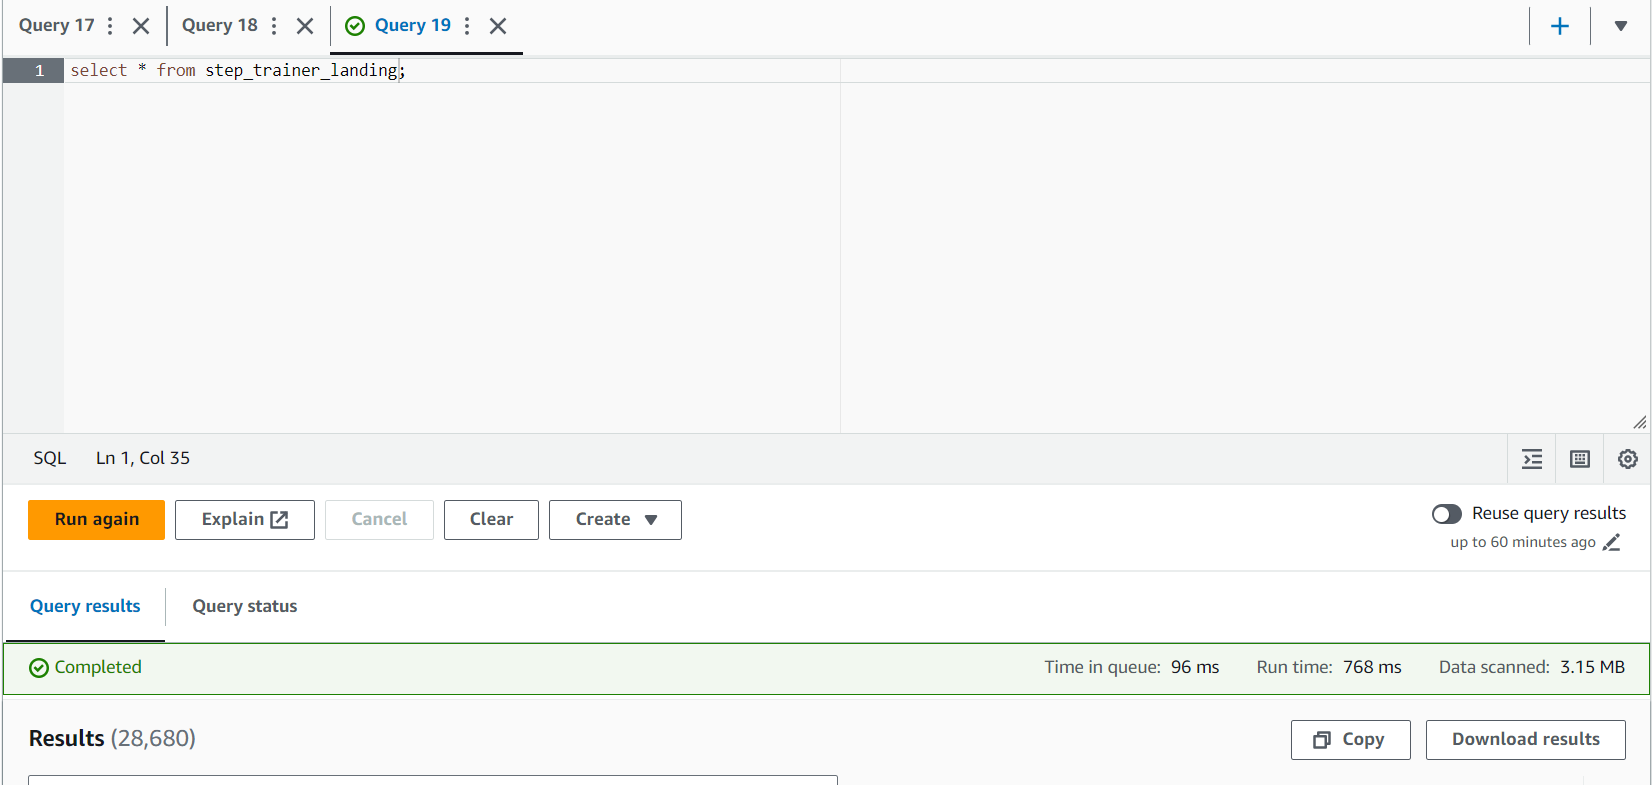 Query 17 Query 18 Query 19
1 select * from step_trainer_landing;
SQL Ln 1, Col 35
Run again Explain Cancel Clear Create Reuse query results
up to 60 minutes ago
Query results Query status
Completed Time in queue: 96 ms Run time: 768 ms Data scanned: 3.15 MB
Results (28,680) Copy Download results